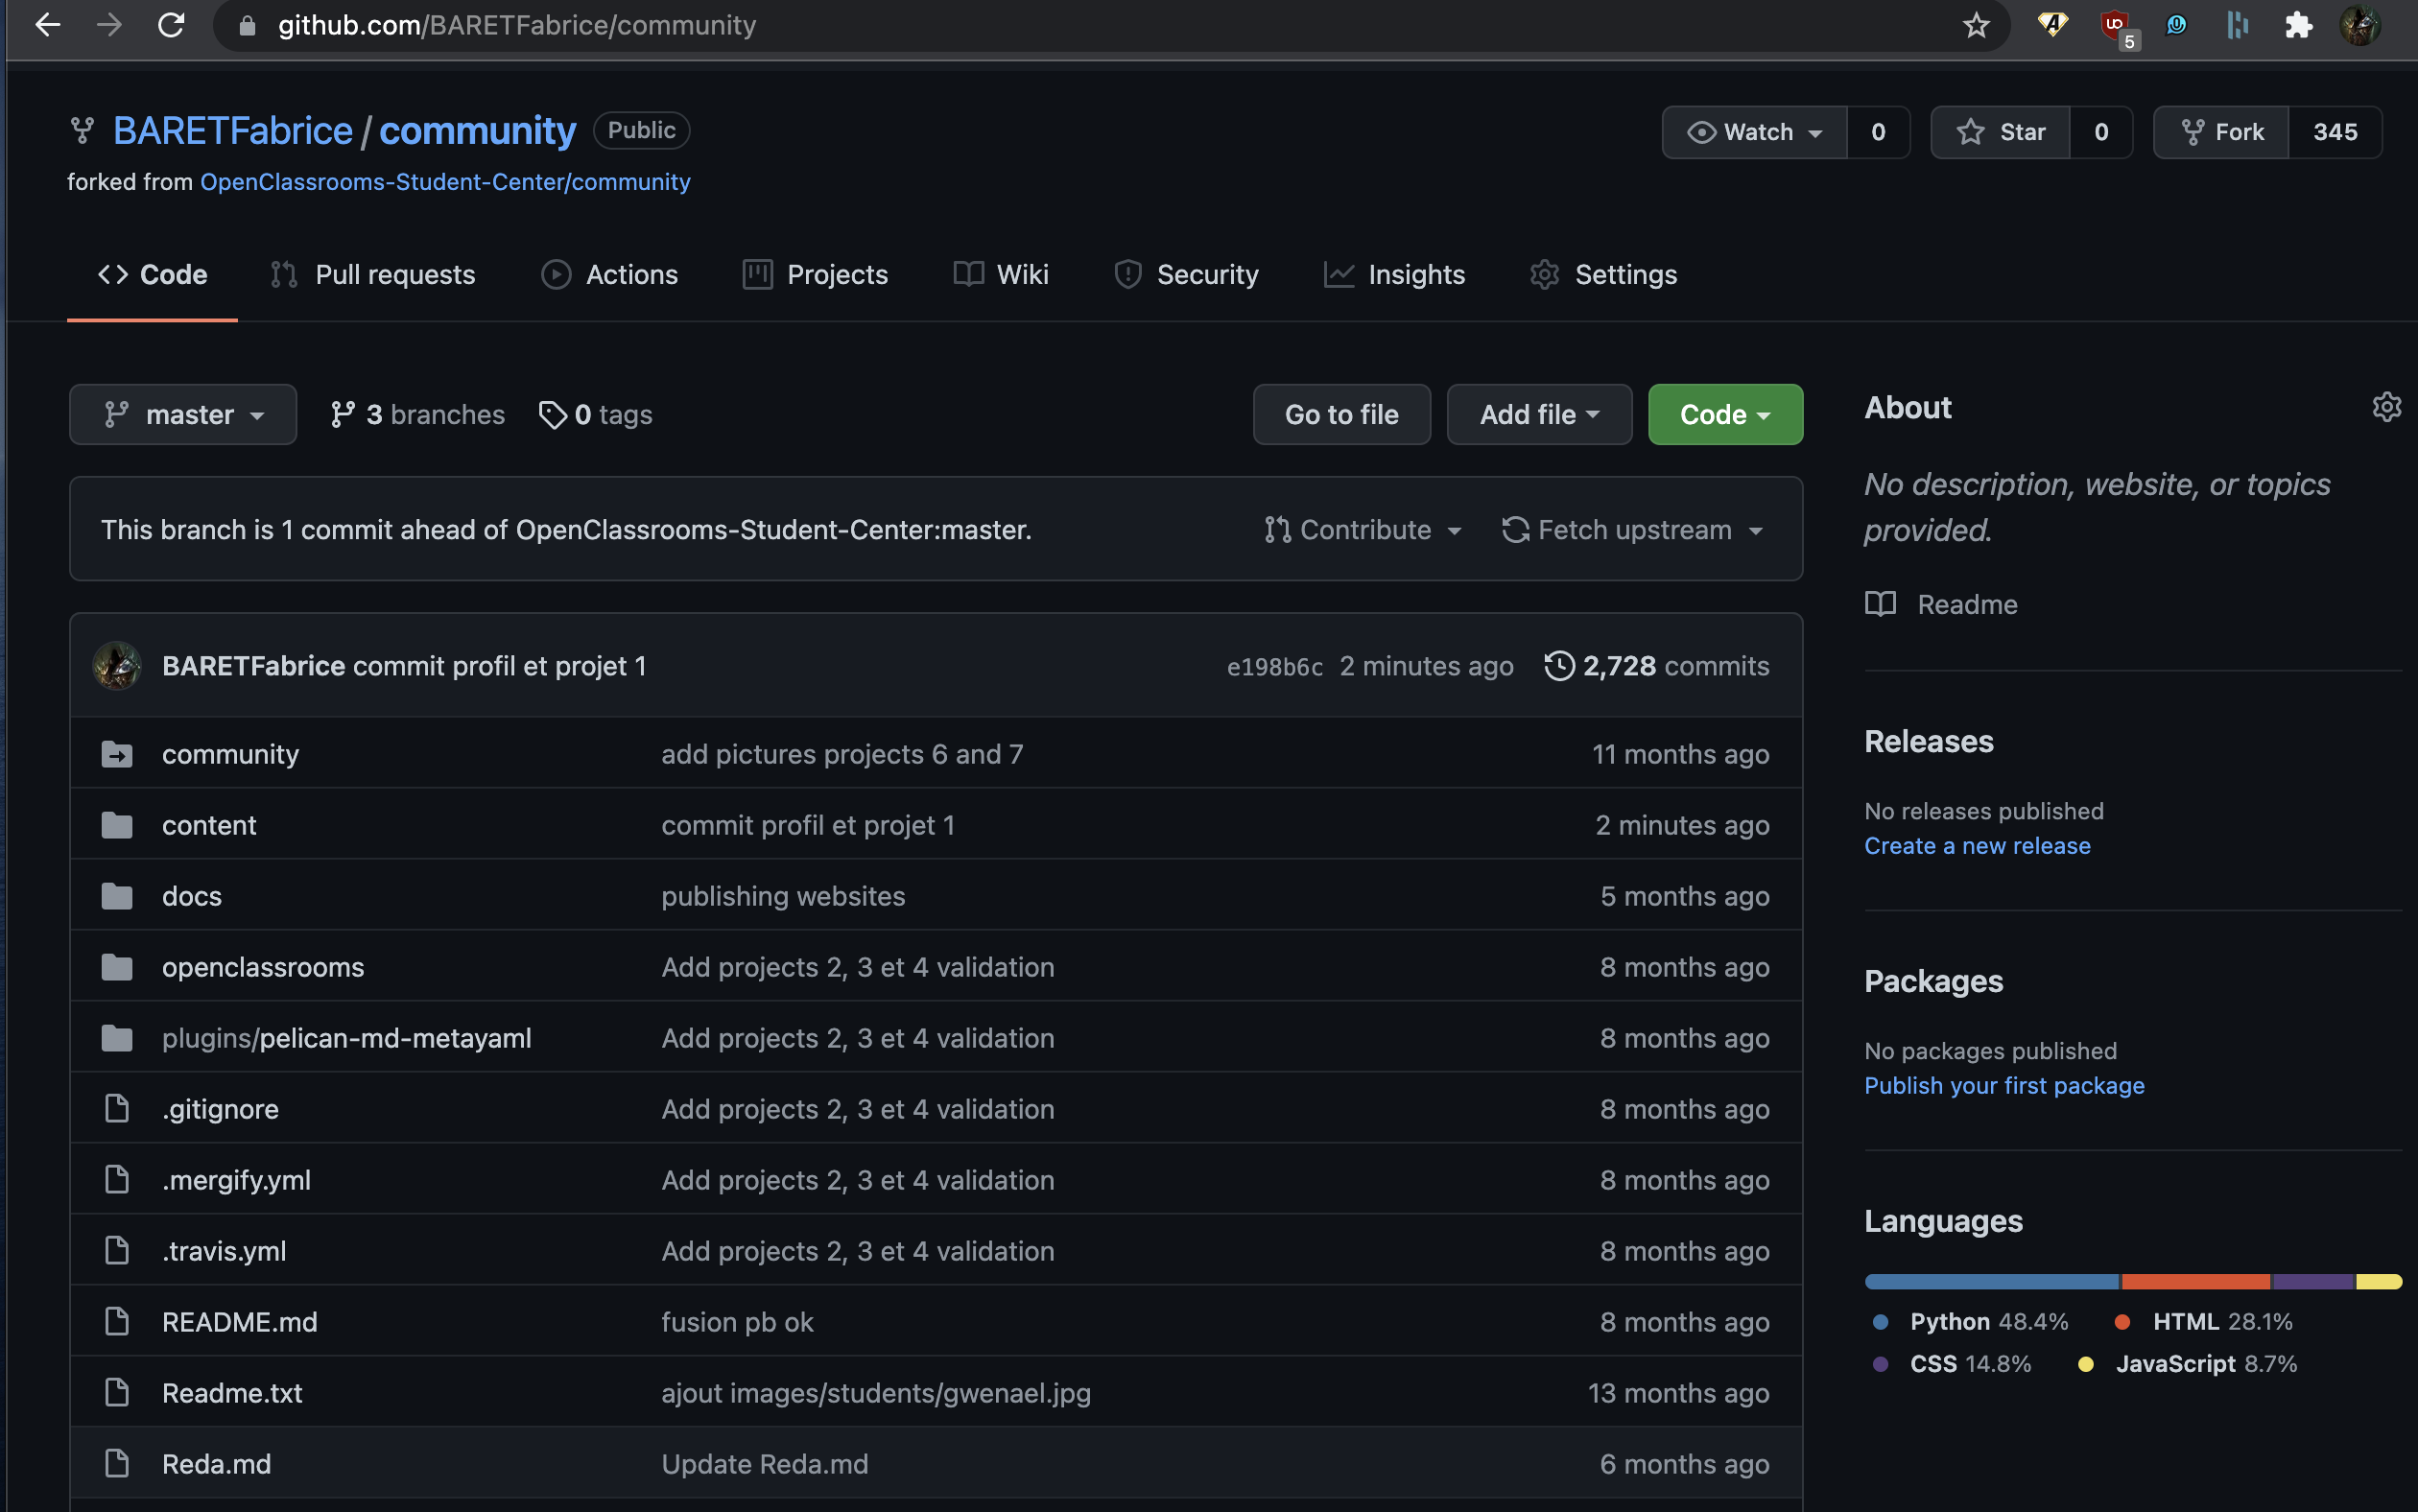 github.com/BARETFabrice/community
5
BARETFabrice / community Public
Watch 0 Star 0 Fork 345
forked from OpenClassrooms-Student-Center/community
Code Pull requests Actions Projects Wiki Security Insights Settings
master 3 branches 0 tags Go to file Add file Code
This branch is 1 commit ahead of OpenClassrooms-Student-Center:master. Contribute Fetch upstream
BARETFabrice commit profil et projet 1 e198b6c 2 minutes ago 2,728 commits
community add pictures projects 6 and 7 11 months ago
content commit profil et projet 1 2 minutes ago
docs publishing websites 5 months ago
openclassrooms Add projects 2, 3 et 4 validation 8 months ago
plugins/pelican-md-metayaml Add projects 2, 3 et 4 validation 8 months ago
.gitignore Add projects 2, 3 et 4 validation 8 months ago
.mergify.yml Add projects 2, 3 et 4 validation 8 months ago
.travis.yml Add projects 2, 3 et 4 validation 8 months ago
README.md fusion pb ok 8 months ago
Readme.txt ajout images/students/gwenael.jpg 13 months ago
Reda.md Update Reda.md 6 months ago
About
No description, website, or topics
provided.
Readme
Releases
No releases published
Create a new release
Packages
No packages published
Publish your first package
Languages
Python 48.4% HTML 28.1%
CSS 14.8% JavaScript 8.7%